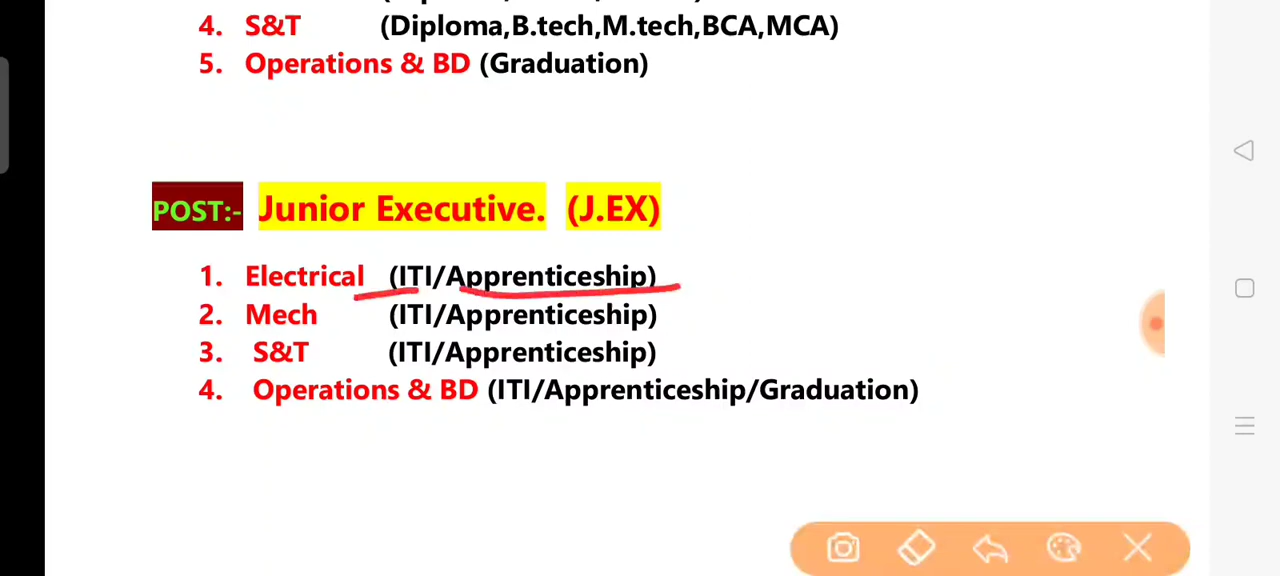 4. S&T (Diploma,B.tech,M.tech,BCA,MCA)
5. Operations & BD (Graduation)
POST:- Junior Executive. (J.EX)
1. Electrical (ITI/Apprenticeship)
2. Mech (ITI/Apprenticeship)
3. S&T (ITI/Apprenticeship)
4. Operations & BD (ITI/Apprenticeship/Graduation)